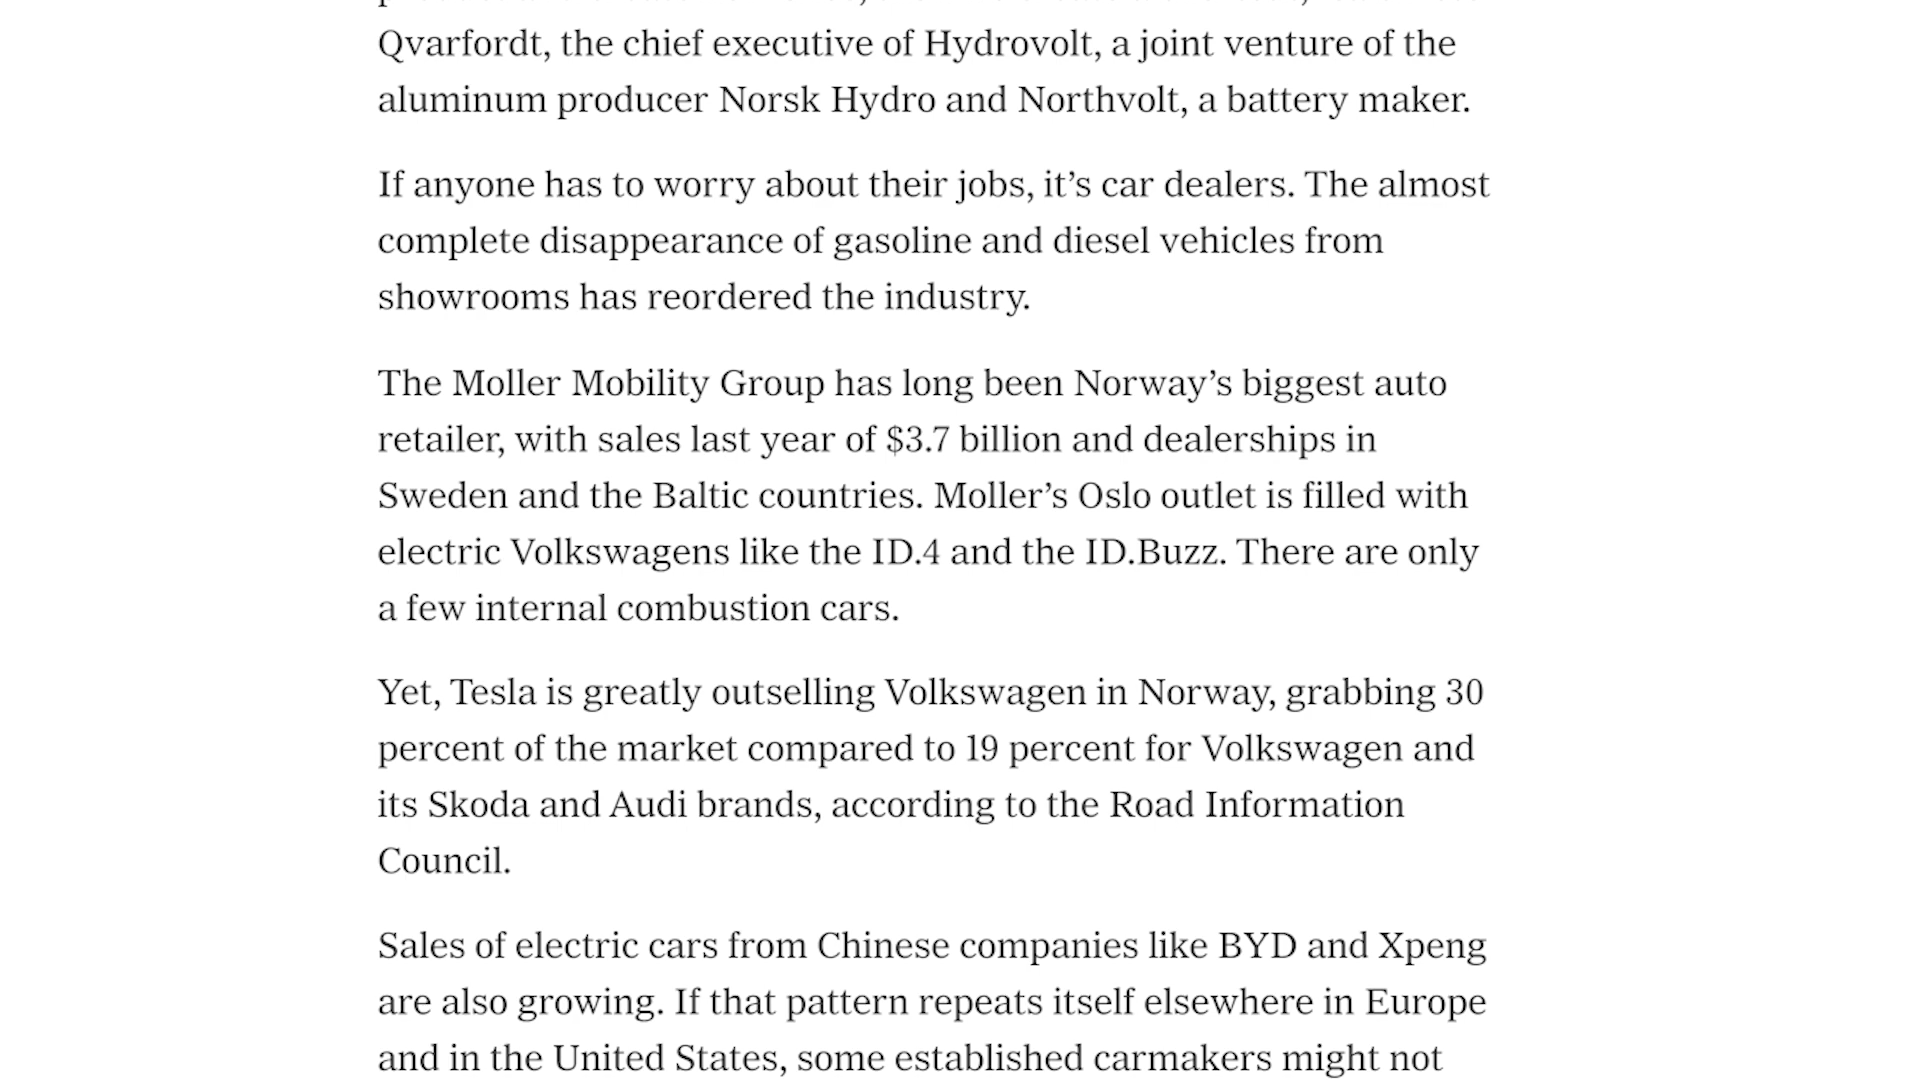 Qvarfordt, the chief executive of Hydrovolt, a joint venture of the
aluminum producer Norsk Hydro and Northvolt, a battery maker.
If anyone has to worry about their jobs, it’s car dealers. The almost
complete disappearance of gasoline and diesel vehicles from
showrooms has reordered the industry.
The Moller Mobility Group has long been Norway’s biggest auto
retailer, with sales last year of $3.7 billion and dealerships in
Sweden and the Baltic countries. Moller’s Oslo outlet is filled with
electric Volkswagens like the ID.4 and the ID.Buzz. There are only
a few internal combustion cars.
Yet, Tesla is greatly outselling Volkswagen in Norway, grabbing 30
percent of the market compared to 19 percent for Volkswagen and
its Skoda and Audi brands, according to the Road Information
Council.
Sales of electric cars from Chinese companies like BYD and Xpeng
are also growing. If that pattern repeats itself elsewhere in Europe
and in the United States, some established carmakers might not